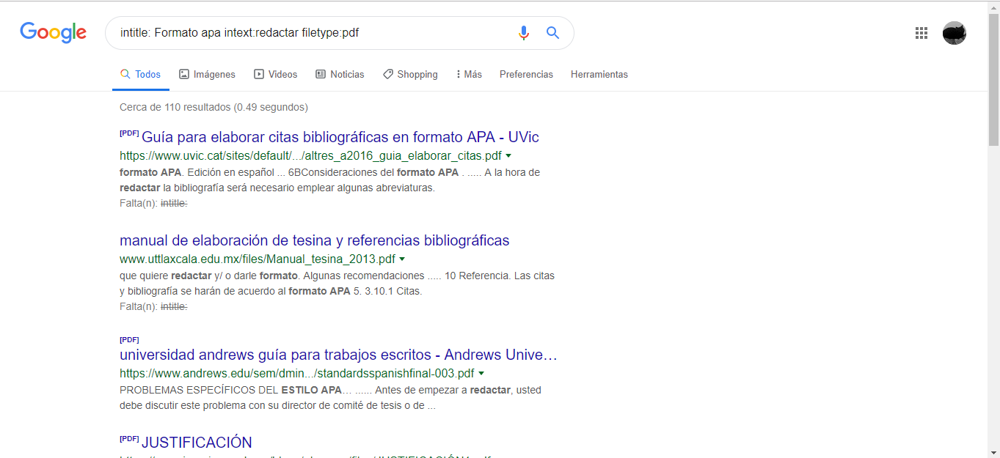 Google
intitle: Formato apa intext:redactar filetype:pdf
Todos Imágenes Videos Noticias Shopping Más Preferencias Herramientas
Cerca de 110 resultados (0.49 segundos)
[PDF] Guía para elaborar citas bibliográficas en formato APA - UVic
https://www.uvic.cat/sites/default/.../altres_a2016_guia_elaborar_citas.pdf
formato APA. Edición en español ... 6BConsideraciones del formato APA . ..... A la hora de
redactar la bibliografía será necesario emplear algunas abreviaturas.
Falta(n): intitle:
manual de elaboración de tesina y referencias bibliográficas
www.uttlaxcala.edu.mx/files/Manual_tesina_2013.pdf
que quiere redactar y/ o darle formato. Algunas recomendaciones ..... 10 Referencia. Las citas
y bibliografía se harán de acuerdo al formato APA 5. 3.10.1 Citas.
Falta(n): intitle:
[PDF]
universidad andrews guía para trabajos escritos - Andrews Unive…
https://www.andrews.edu/sem/dmin.../standardsspanishfinal-003.pdf
PROBLEMAS ESPECÍFICOS DEL ESTILO APA… ...... Antes de empezar a redactar, usted
debe discutir este problema con su director de comité de tesis o de ...
[PDF] JUSTIFICACIÓN